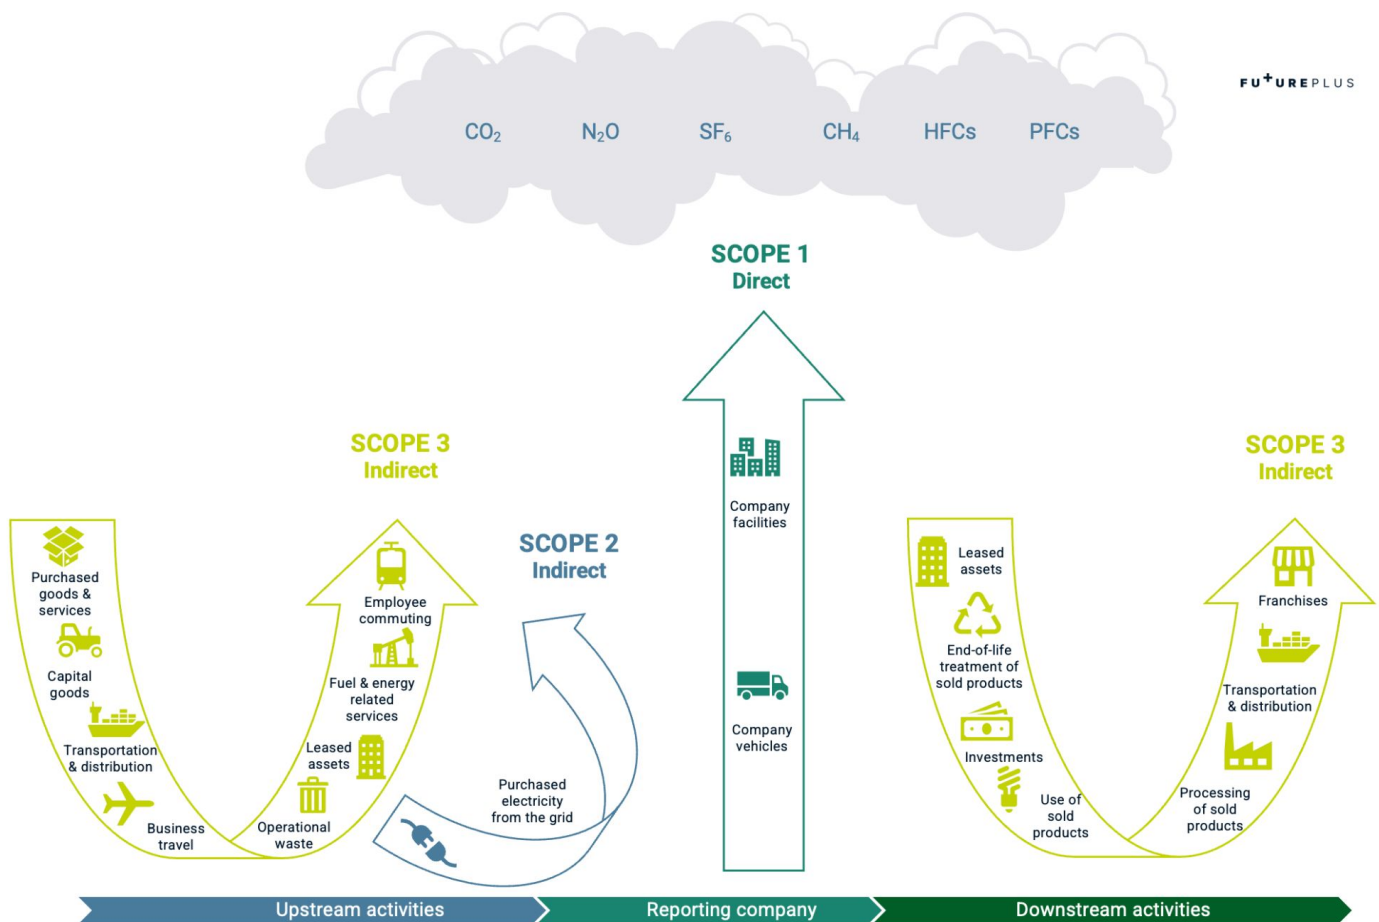 FUTUREPLUS
CO₂ N₂O SF₆ CH₄ HFCs PFCs
SCOPE 1
Direct
Company
facilities
Company
vehicles
SCOPE 3
Indirect
Purchased
goods &
services
Capital
goods
Transportation
& distribution
Business
travel
Operational
waste
Leased
assets
Fuel & energy
related
services
Employee
commuting
SCOPE 2
Indirect
Purchased
electricity
from the grid
SCOPE 3
Indirect
Leased
assets
End-of-life
treatment of
sold products
Investments
Use of
sold
products
Processing
of sold
products
Transportation
& distribution
Franchises
Upstream activities
Reporting company
Downstream activities